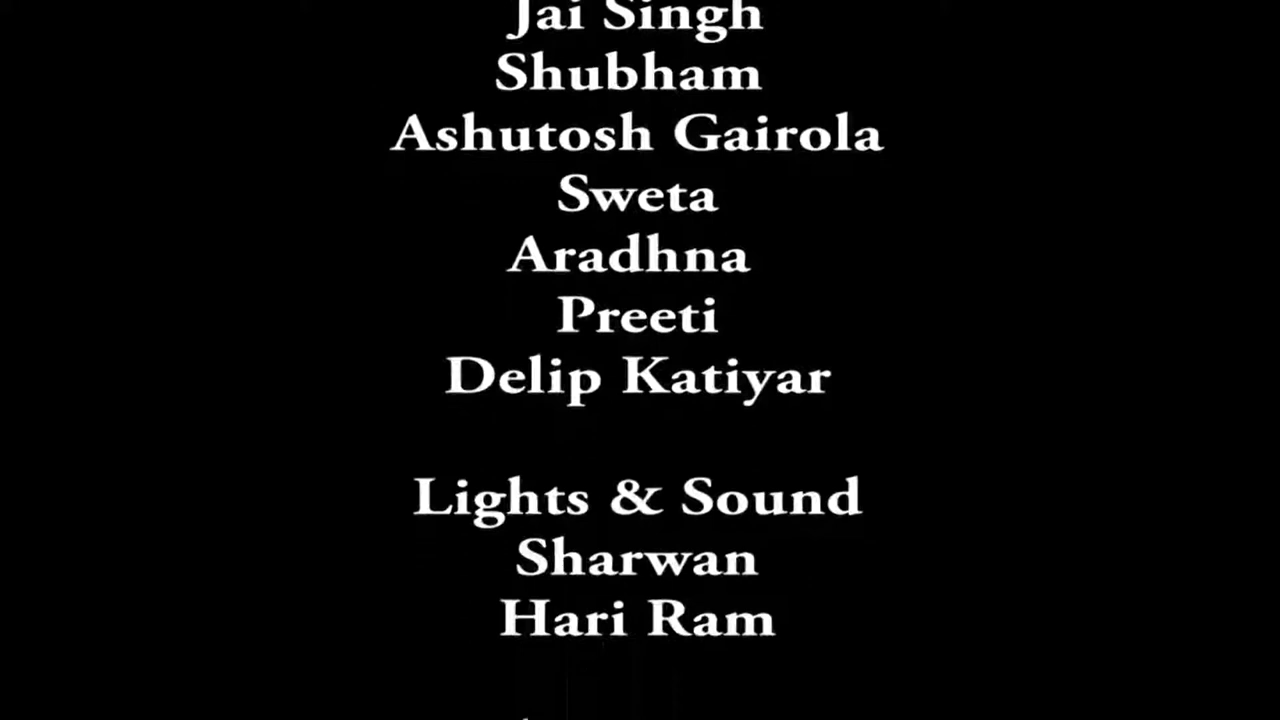 Jai Singh
Shubham
Ashutosh Gairola
Sweta
Aradhna
Preeti
Delip Katiyar
Lights & Sound
Sharwan
Hari Ram